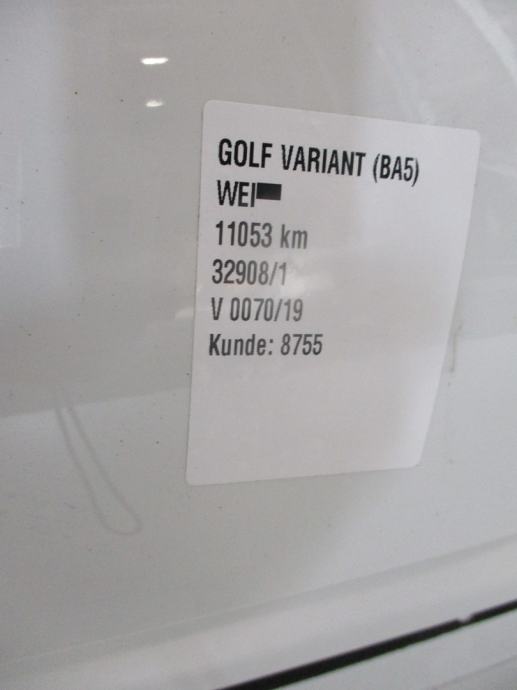 GOLF VARIANT (BA5)
WEI
11053 km
32908/1
V 0070/19
Kunde: 8755